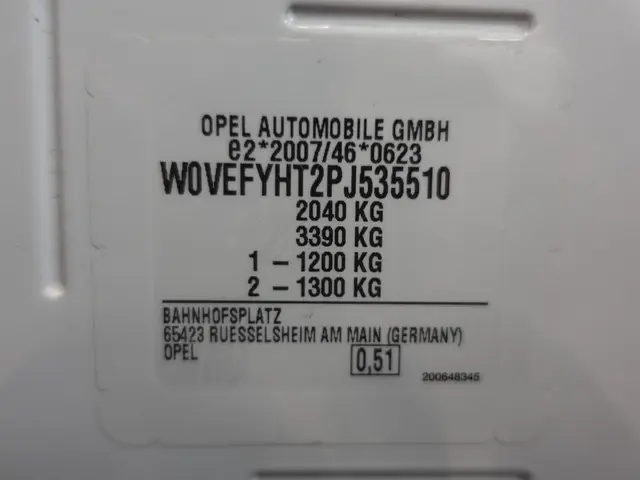 OPEL AUTOMOBILE GMBH
e2*2007/46*0623
W0VEFYHT2PJ535510
2040 KG
3390 KG
1 - 1200 KG
2 - 1300 KG
BAHNHOFSPLATZ
65423 RUESSELSHEIM AM MAIN (GERMANY)
OPEL 0,51
200648345